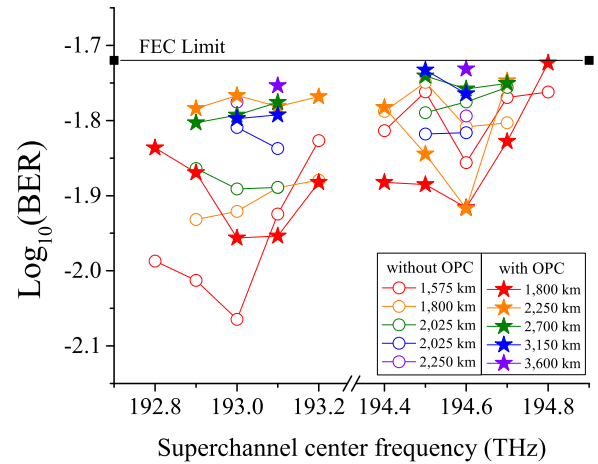 -1.7
FEC Limit
-1.8
-1.9
-2.0
-2.1
Log10(BER)
without OPC with OPC
1,575 km 1,800 km
1,800 km 2,250 km
2,025 km 2,700 km
2,025 km 3,150 km
2,250 km 3,600 km
192.8 193.0 193.2 194.4 194.6 194.8
Superchannel center frequency (THz)